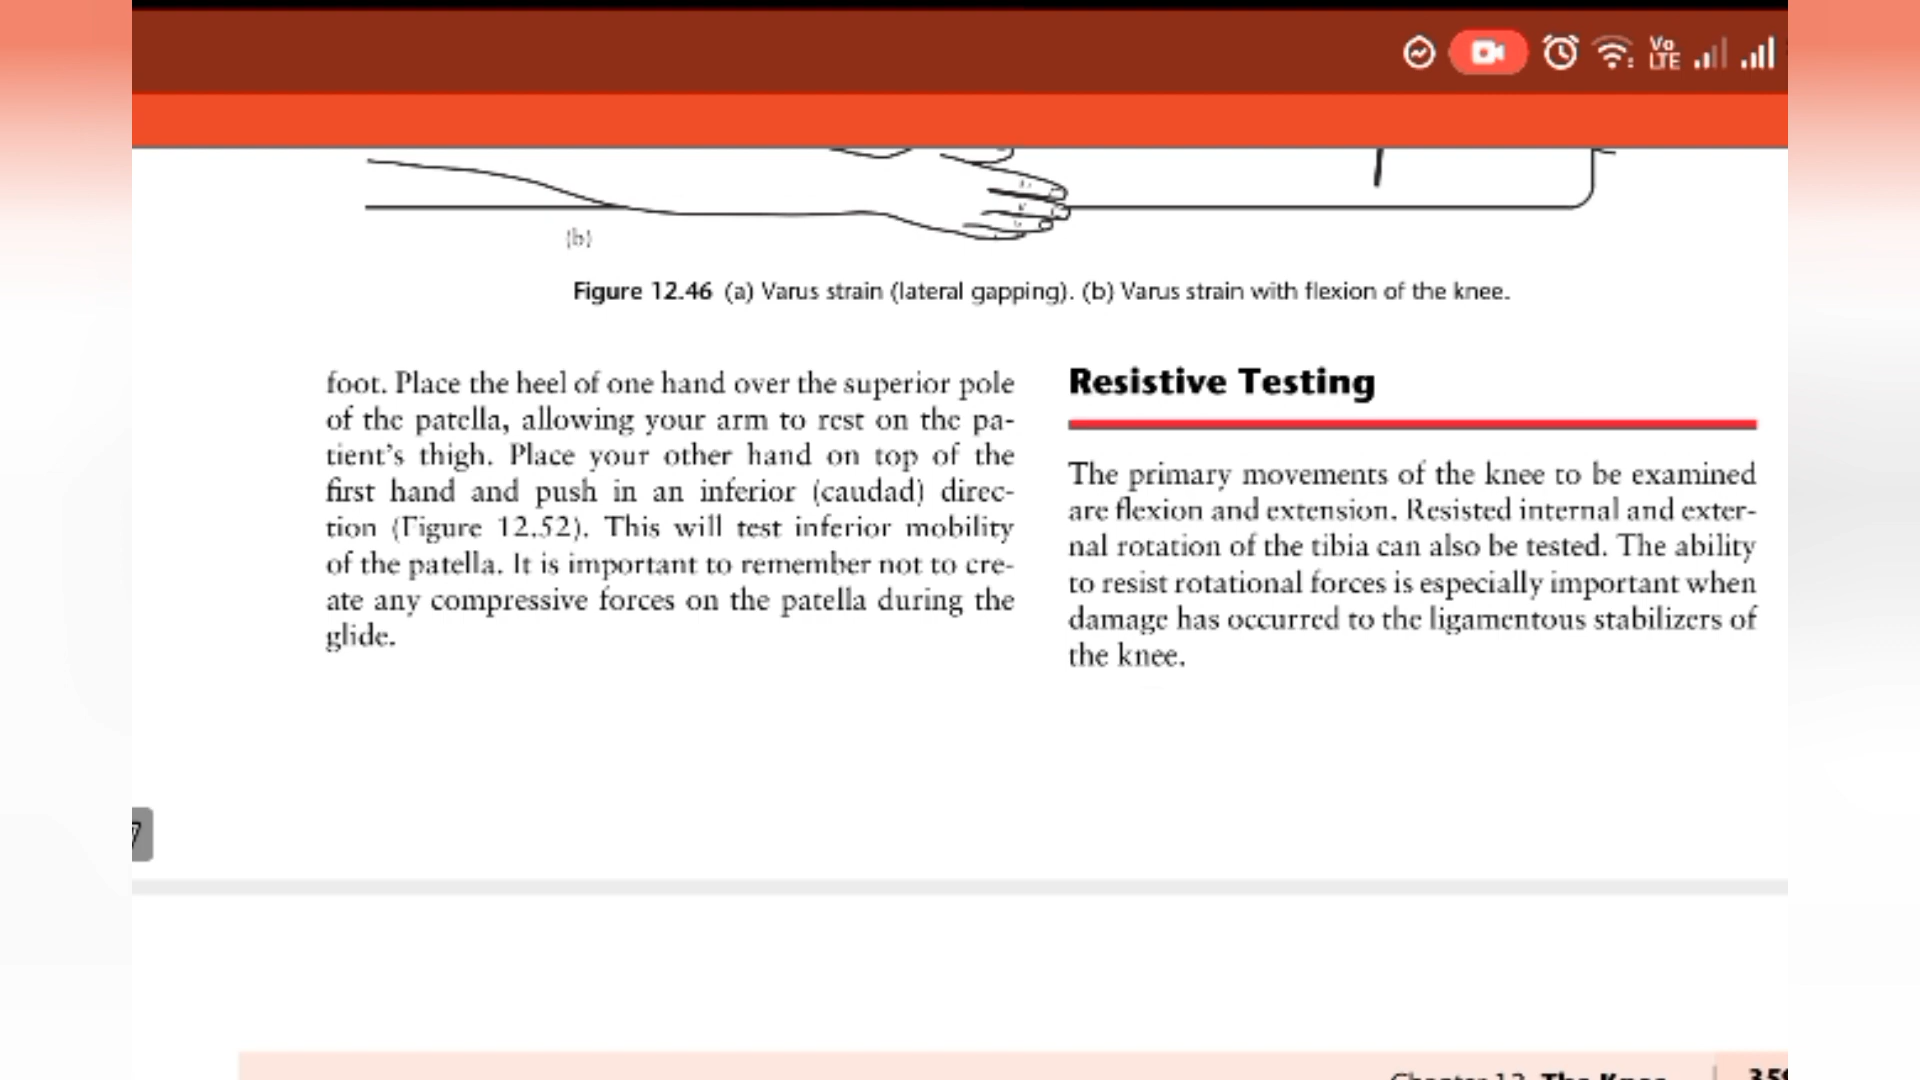 Vo
LTE
(b)
Figure 12.46 (a) Varus strain (lateral gapping). (b) Varus strain with flexion of the knee.
foot. Place the heel of one hand over the superior pole
of the patella, allowing your arm to rest on the pa-
tient's thigh. Place your other hand on top of the
first hand and push in an inferior (caudad) direc-
tion (Figure 12.52). This will test inferior mobility
of the patella. It is important to remember not to cre-
ate any compressive forces on the patella during the
glide.
Resistive Testing
The primary movements of the knee to be examined
are flexion and extension. Resisted internal and exter-
nal rotation of the tibia can also be tested. The ability
to resist rotational forces is especially important when
damage has occurred to the ligamentous stabilizers of
the knee.
Chapter 12 The Knee